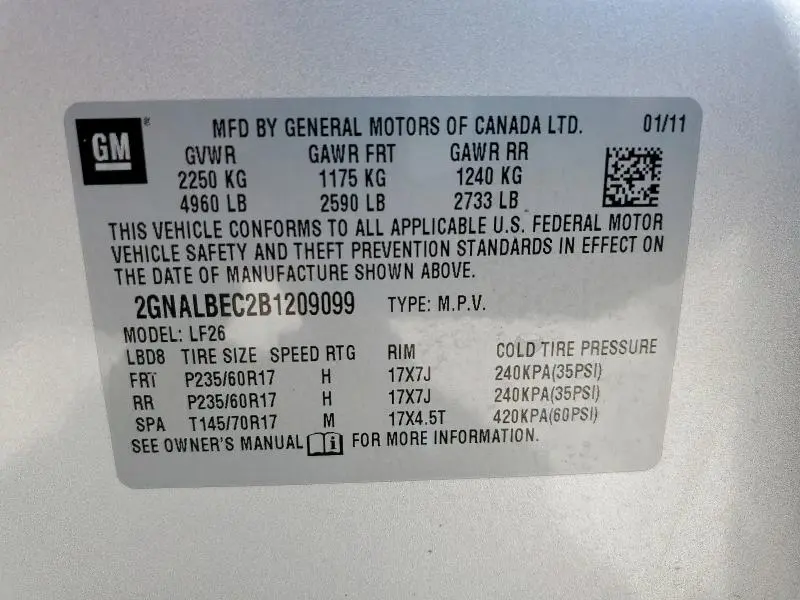 GM ®
MFD BY GENERAL MOTORS OF CANADA LTD. 01/11
GVWR GAWR FRT GAWR RR
2250 KG 1175 KG 1240 KG
4960 LB 2590 LB 2733 LB
THIS VEHICLE CONFORMS TO ALL APPLICABLE U.S. FEDERAL MOTOR
VEHICLE SAFETY AND THEFT PREVENTION STANDARDS IN EFFECT ON
THE DATE OF MANUFACTURE SHOWN ABOVE.
2GNALBEC2B1209099 TYPE: M.P.V.
MODEL: LF26
LBD8 TIRE SIZE SPEED RTG RIM COLD TIRE PRESSURE
FRT P235/60R17 H 17X7J 240KPA(35PSI)
RR P235/60R17 H 17X7J 240KPA(35PSI)
SPA T145/70R17 M 17X4.5T 420KPA(60PSI)
SEE OWNER'S MANUAL i FOR MORE INFORMATION.